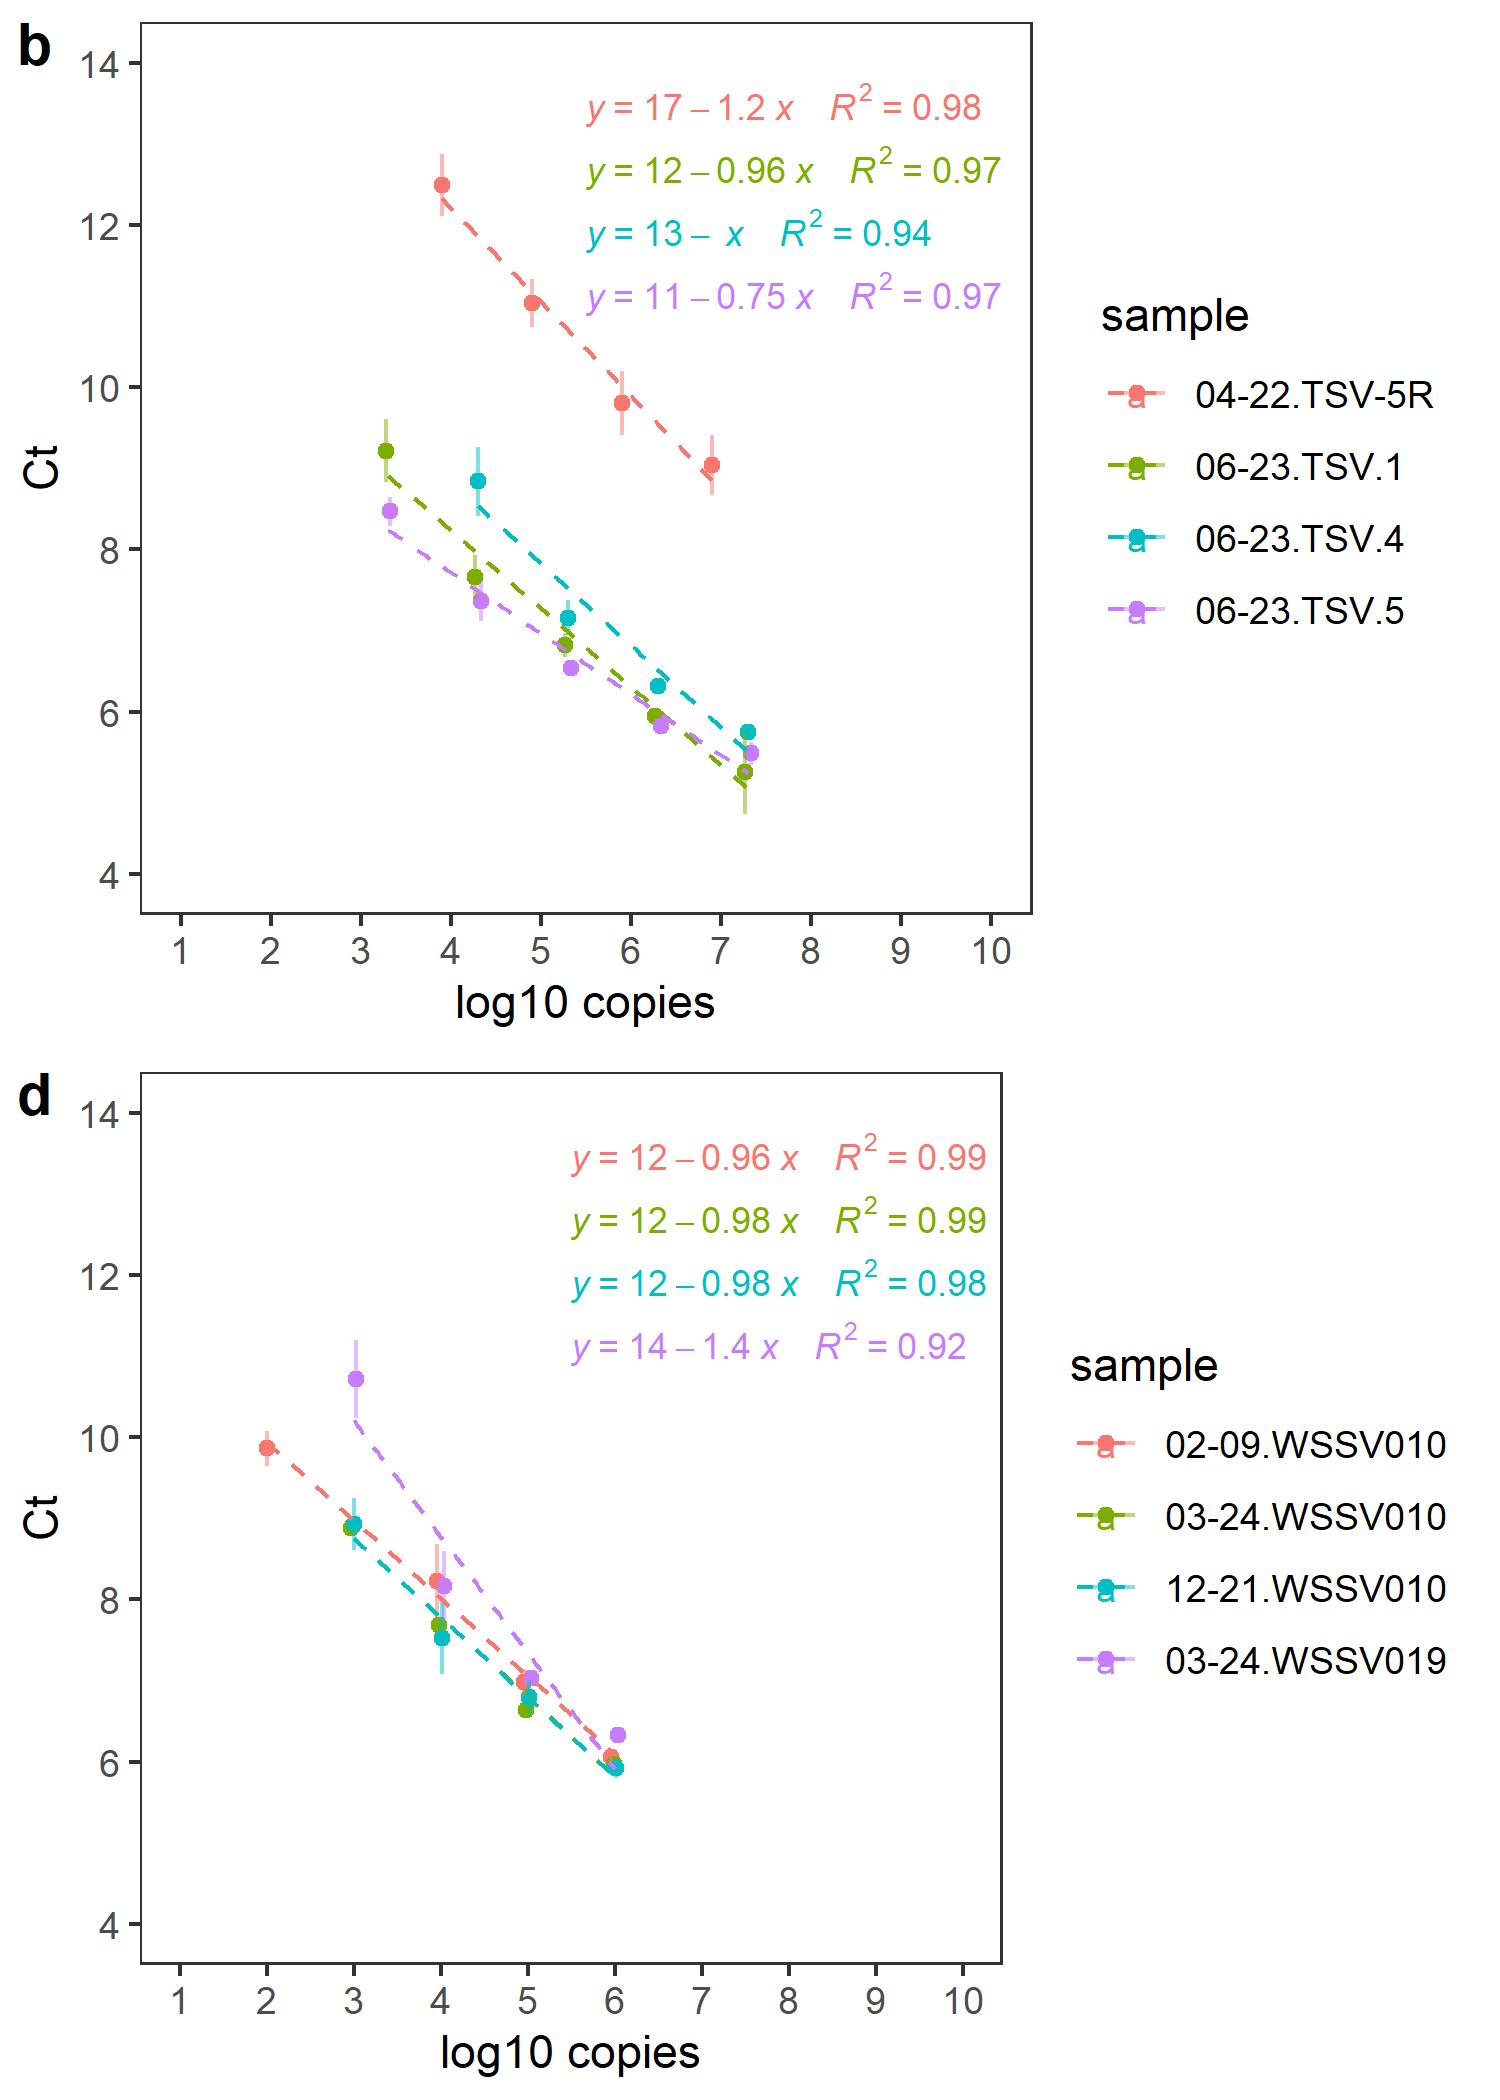 b
14
12
10
8
6
4
Ct
y = 17 – 1.2 x R2 = 0.98
y = 12 – 0.96 x R2 = 0.97
y = 13 – x R2 = 0.94
y = 11 – 0.75 x R2 = 0.97
1 2 3 4 5 6 7 8 9 10
log10 copies
sample
a 04-22.TSV-5R
a 06-23.TSV.1
a 06-23.TSV.4
a 06-23.TSV.5
d
14
12
10
8
6
4
Ct
y = 12 – 0.96 x R2 = 0.99
y = 12 – 0.98 x R2 = 0.99
y = 12 – 0.98 x R2 = 0.98
y = 14 – 1.4 x R2 = 0.92
1 2 3 4 5 6 7 8 9 10
log10 copies
sample
a 02-09.WSSV010
a 03-24.WSSV010
a 12-21.WSSV010
a 03-24.WSSV019